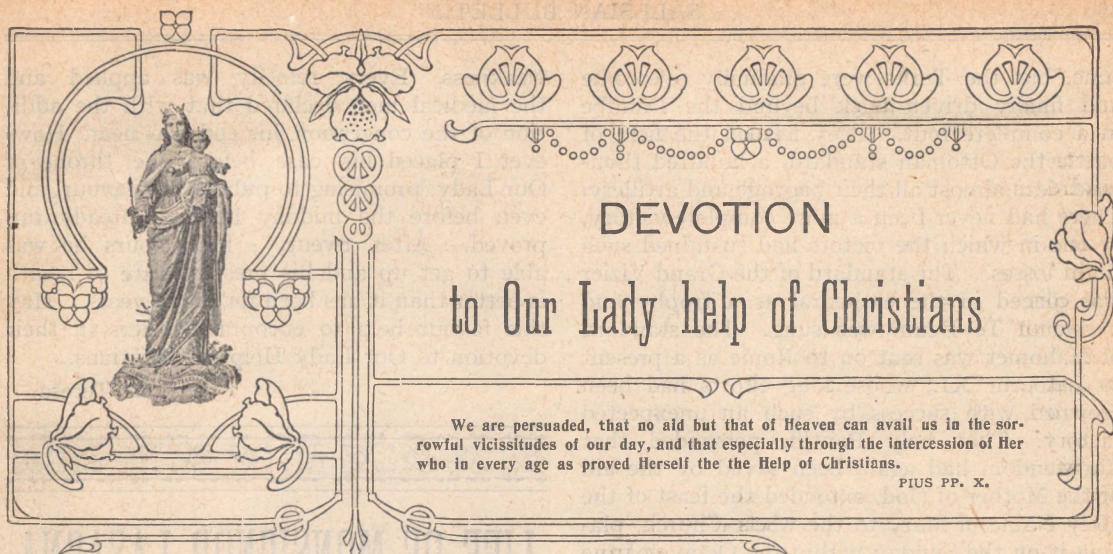 DEVOTION
to Our Lady help of Christians
We are persuaded, that no aid but that of Heaven can avail us in the sor-
rowful vicissitudes of our day, and that especially through the intercession of Her
who in every age as proved Herself the the Help of Christians.
PIUS PP. X.